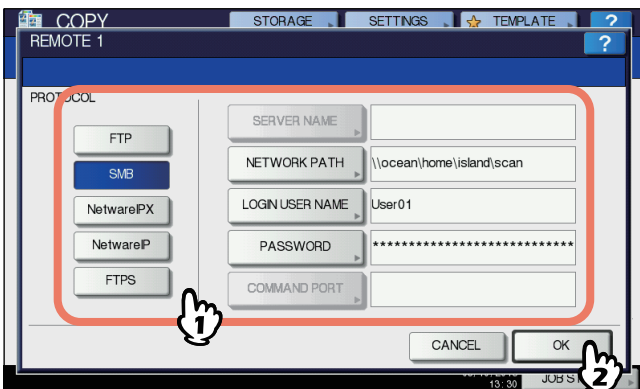 COPY STORAGE SETTINGS TEMPLATE ?
REMOTE 1 ?
PROTOCOL
FTP
SMB
NetwareIPX
NetwareIP
FTPS
SERVER NAME
NETWORK PATH \\ocean\home\island\scan
LOGIN USER NAME User01
PASSWORD ******************************
COMMAND PORT
1
CANCEL OK
2
13:30 JOB S